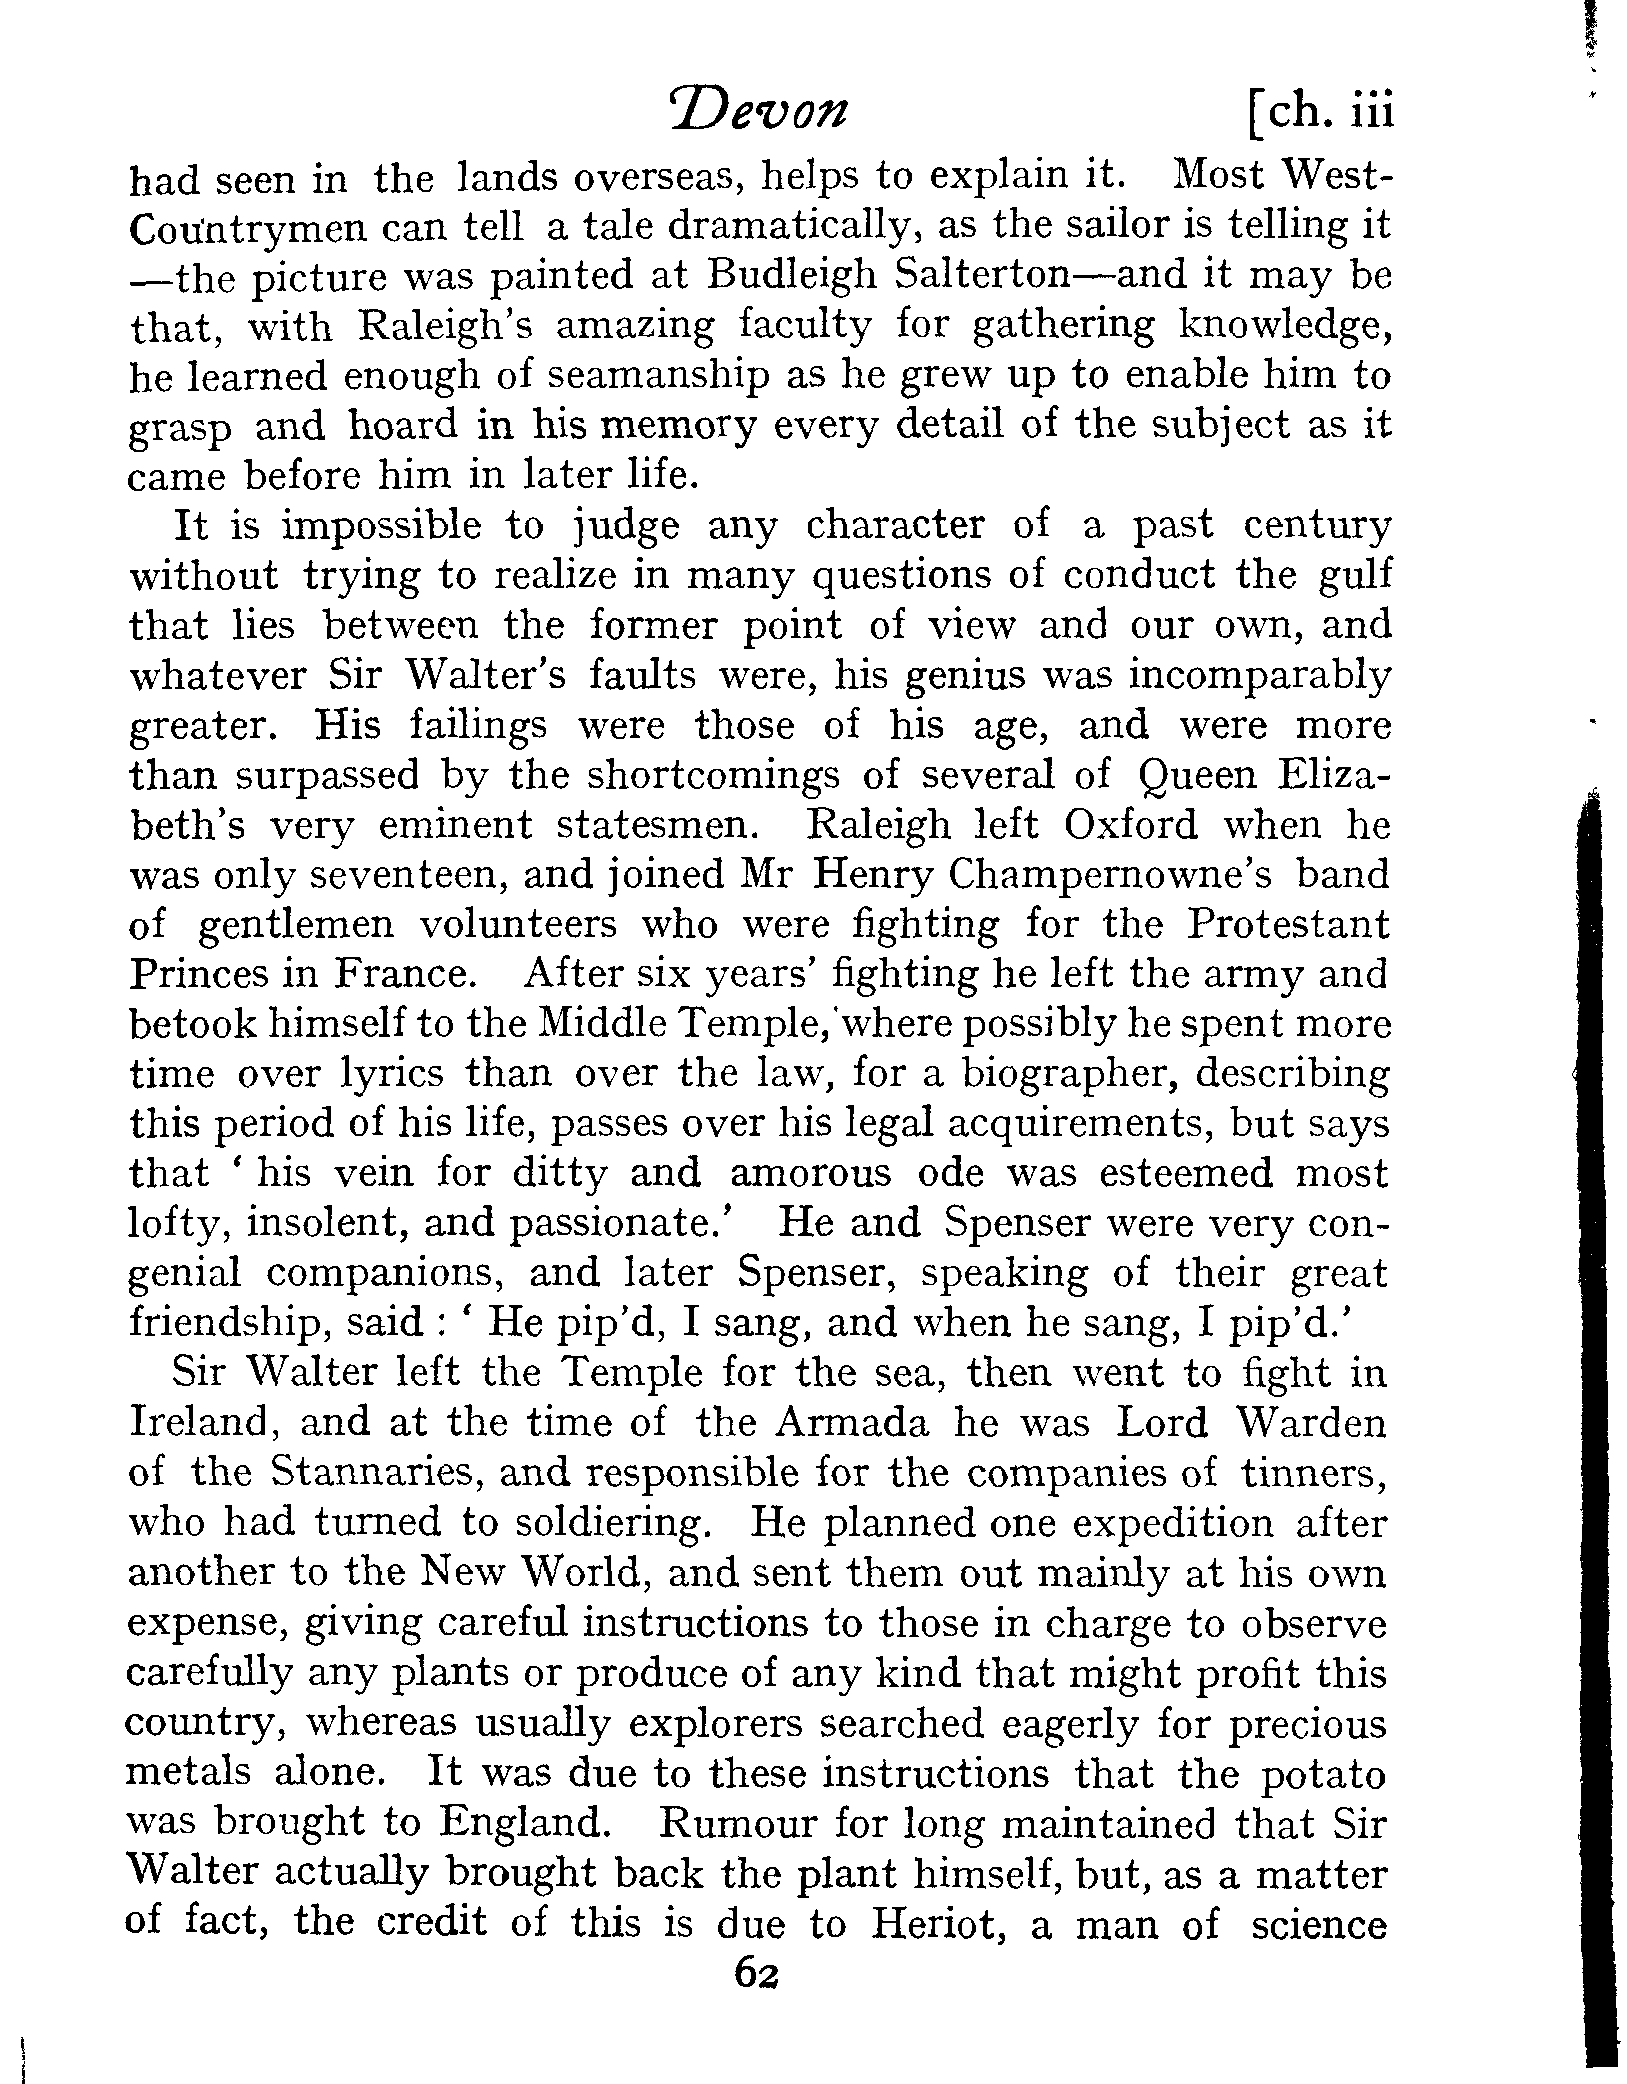 Devon [ch. iii
had seen in the lands overseas, helps to explain it. Most West-
Countrymen can tell a tale dramatically, as the sailor is telling it
—the picture was painted at Budleigh Salterton—and it may be
that, with Raleigh's amazing faculty for gathering knowledge,
he learned enough of seamanship as he grew up to enable him to
grasp and hoard in his memory every detail of the subject as it
came before him in later life.
It is impossible to judge any character of a past century
without trying to realize in many questions of conduct the gulf
that lies between the former point of view and our own, and
whatever Sir Walter's faults were, his genius was incomparably
greater. His failings were those of his age, and were more
than surpassed by the shortcomings of several of Queen Eliza-
beth's very eminent statesmen. Raleigh left Oxford when he
was only seventeen, and joined Mr Henry Champernowne's band
of gentlemen volunteers who were fighting for the Protestant
Princes in France. After six years' fighting he left the army and
betook himself to the Middle Temple, where possibly he spent more
time over lyrics than over the law, for a biographer, describing
this period of his life, passes over his legal acquirements, but says
that ‘ his vein for ditty and amorous ode was esteemed most
lofty, insolent, and passionate.’ He and Spenser were very con-
genial companions, and later Spenser, speaking of their great
friendship, said : ‘ He pip'd, I sang, and when he sang, I pip'd.’
Sir Walter left the Temple for the sea, then went to fight in
Ireland, and at the time of the Armada he was Lord Warden
of the Stannaries, and responsible for the companies of tinners,
who had turned to soldiering. He planned one expedition after
another to the New World, and sent them out mainly at his own
expense, giving careful instructions to those in charge to observe
carefully any plants or produce of any kind that might profit this
country, whereas usually explorers searched eagerly for precious
metals alone. It was due to these instructions that the potato
was brought to England. Rumour for long maintained that Sir
Walter actually brought back the plant himself, but, as a matter
of fact, the credit of this is due to Heriot, a man of science
62